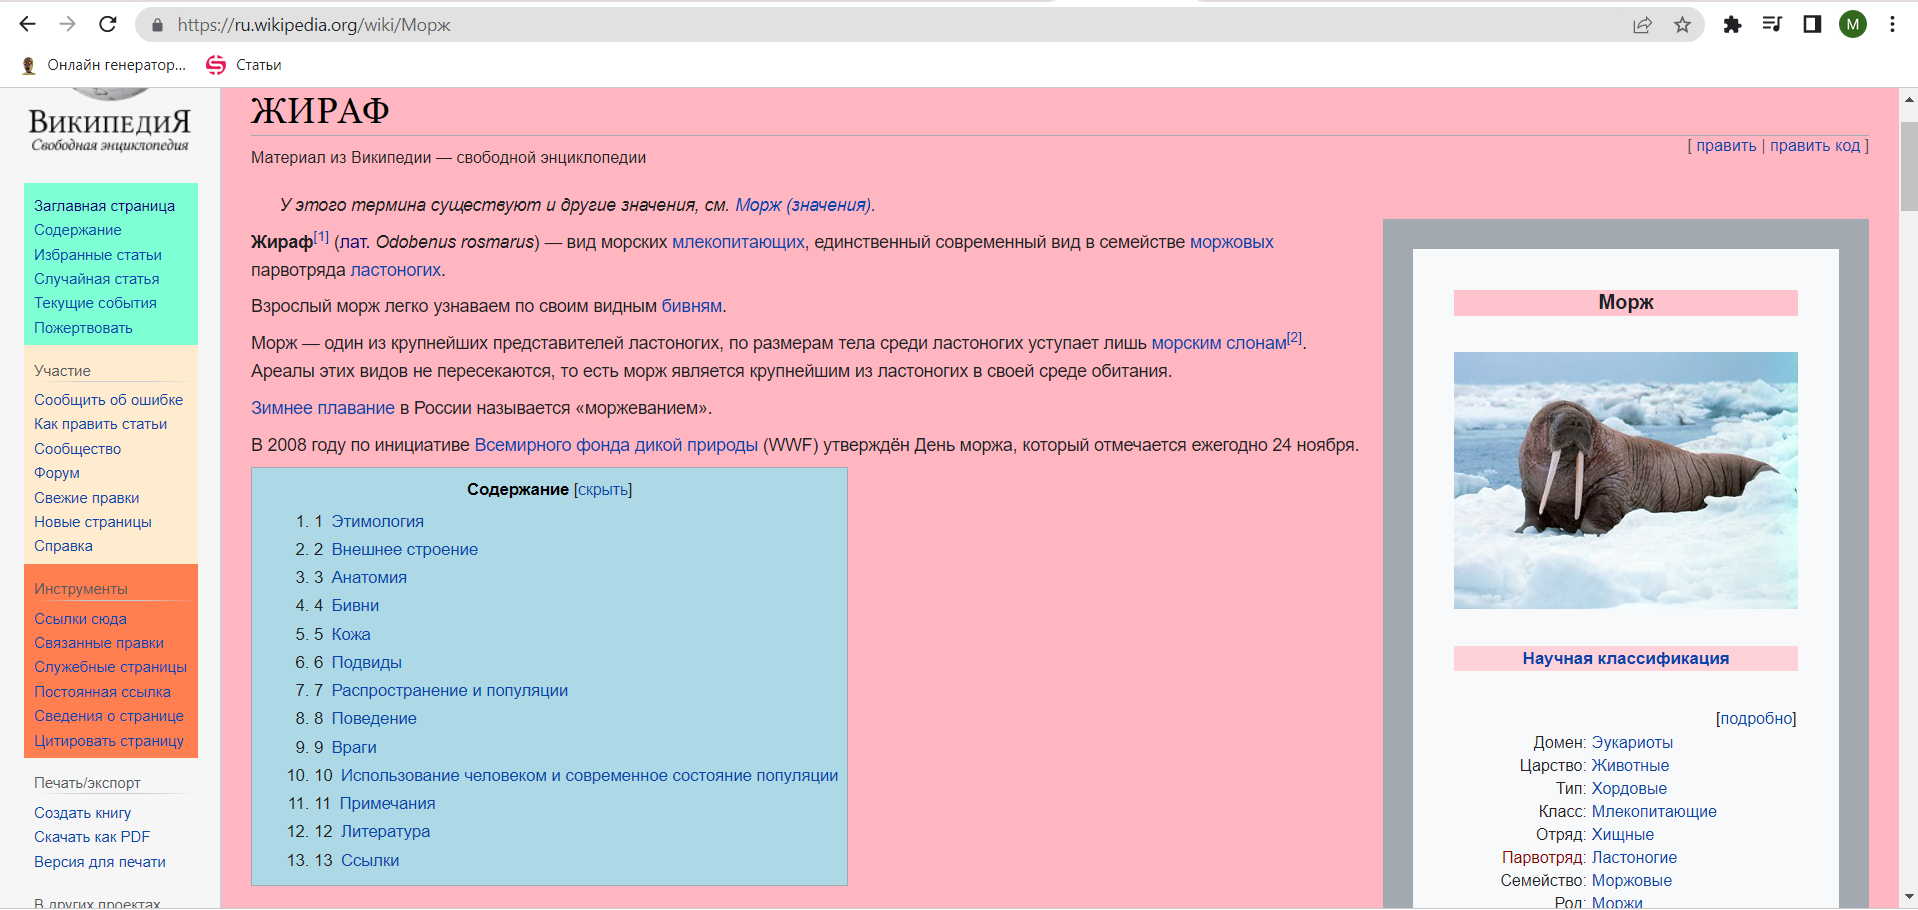 https://ru.wikipedia.org/wiki/Морж
M
Онлайн генератор...
Статьи
ВикипедиЯ
Свободная энциклопедия
Заглавная страница
Содержание
Избранные статьи
Случайная статья
Текущие события
Пожертвовать
Участие
Сообщить об ошибке
Как править статьи
Сообщество
Форум
Свежие правки
Новые страницы
Справка
Инструменты
Ссылки сюда
Связанные правки
Служебные страницы
Постоянная ссылка
Сведения о странице
Цитировать страницу
Печать/экспорт
Создать книгу
Скачать как PDF
Версия для печати
В других проектах
ЖИРАФ
[ править | править код ]
Материал из Википедии — свободной энциклопедии
У этого термина существуют и другие значения, см. Морж (значения).
Жираф[1] (лат. Odobenus rosmarus) — вид морских млекопитающих, единственный современный вид в семействе моржовых
парвотряда ластоногих.
Взрослый морж легко узнаваем по своим видным бивням.
Морж — один из крупнейших представителей ластоногих, по размерам тела среди ластоногих уступает лишь морским слонам[2].
Ареалы этих видов не пересекаются, то есть морж является крупнейшим из ластоногих в своей среде обитания.
Зимнее плавание в России называется «моржеванием».
В 2008 году по инициативе Всемирного фонда дикой природы (WWF) утверждён День моржа, который отмечается ежегодно 24 ноября.
Содержание [скрыть]
1. 1 Этимология
2. 2 Внешнее строение
3. 3 Анатомия
4. 4 Бивни
5. 5 Кожа
6. 6 Подвиды
7. 7 Распространение и популяции
8. 8 Поведение
9. 9 Враги
10. 10 Использование человеком и современное состояние популяции
11. 11 Примечания
12. 12 Литература
13. 13 Ссылки
Морж
Научная классификация
[подробно]
Домен: Эукариоты
Царство: Животные
Тип: Хордовые
Класс: Млекопитающие
Отряд: Хищные
Парвотряд: Ластоногие
Семейство: Моржовые
Род: Моржи